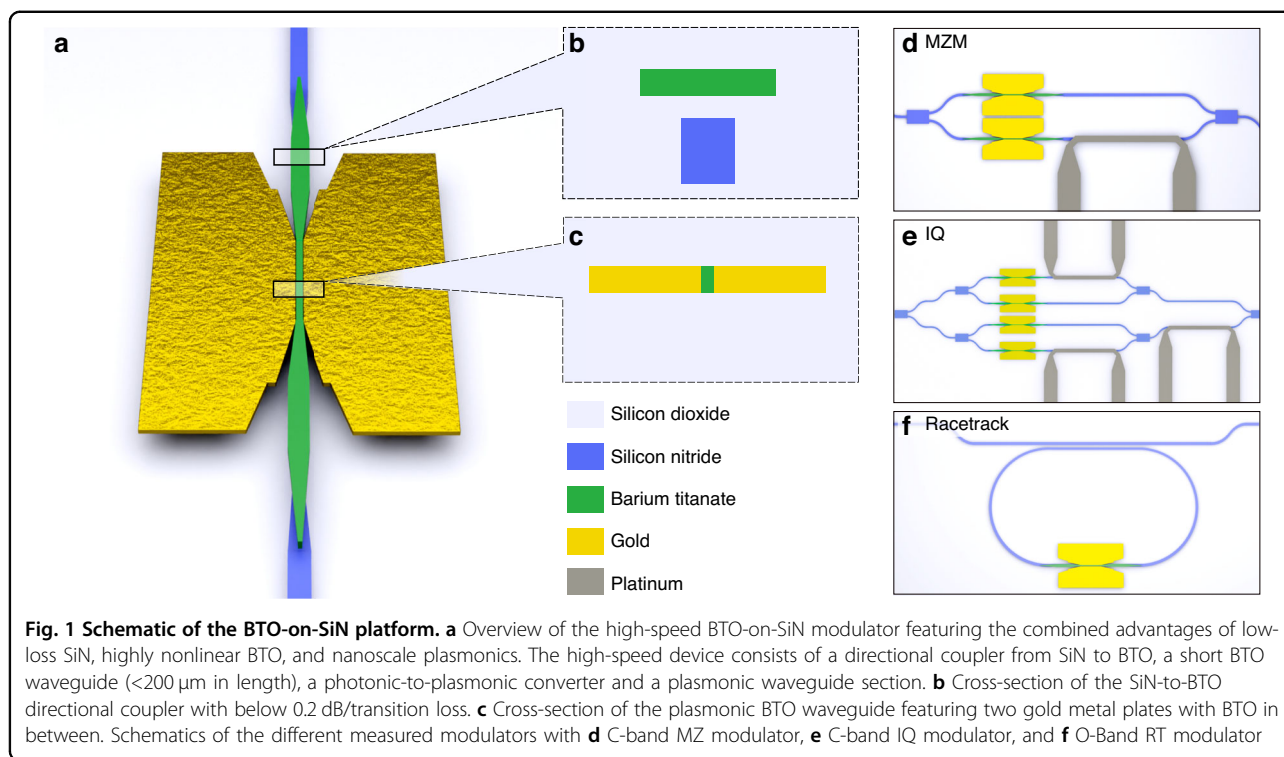 a
b
c
Silicon dioxide
Silicon nitride
Barium titanate
Gold
Platinum
d MZM
e IQ
f Racetrack
Fig. 1 Schematic of the BTO-on-SiN platform. a Overview of the high-speed BTO-on-SiN modulator featuring the combined advantages of low-
loss SiN, highly nonlinear BTO, and nanoscale plasmonics. The high-speed device consists of a directional coupler from SiN to BTO, a short BTO
waveguide (<200 µm in length), a photonic-to-plasmonic converter and a plasmonic waveguide section. b Cross-section of the SiN-to-BTO
directional coupler with below 0.2 dB/transition loss. c Cross-section of the plasmonic BTO waveguide featuring two gold metal plates with BTO in
between. Schematics of the different measured modulators with d C-band MZ modulator, e C-band IQ modulator, and f O-Band RT modulator